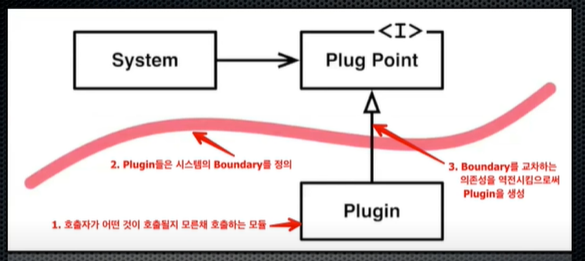 <I>
System
Plug Point
2. Plugin들은 시스템의 Boundary를 정의
3. Boundary를 교차하는
의존성을 역전시킴으로써
Plugin을 생성
1. 호출자가 어떤 것이 호출될지 모른채 호출하는 모듈
Plugin